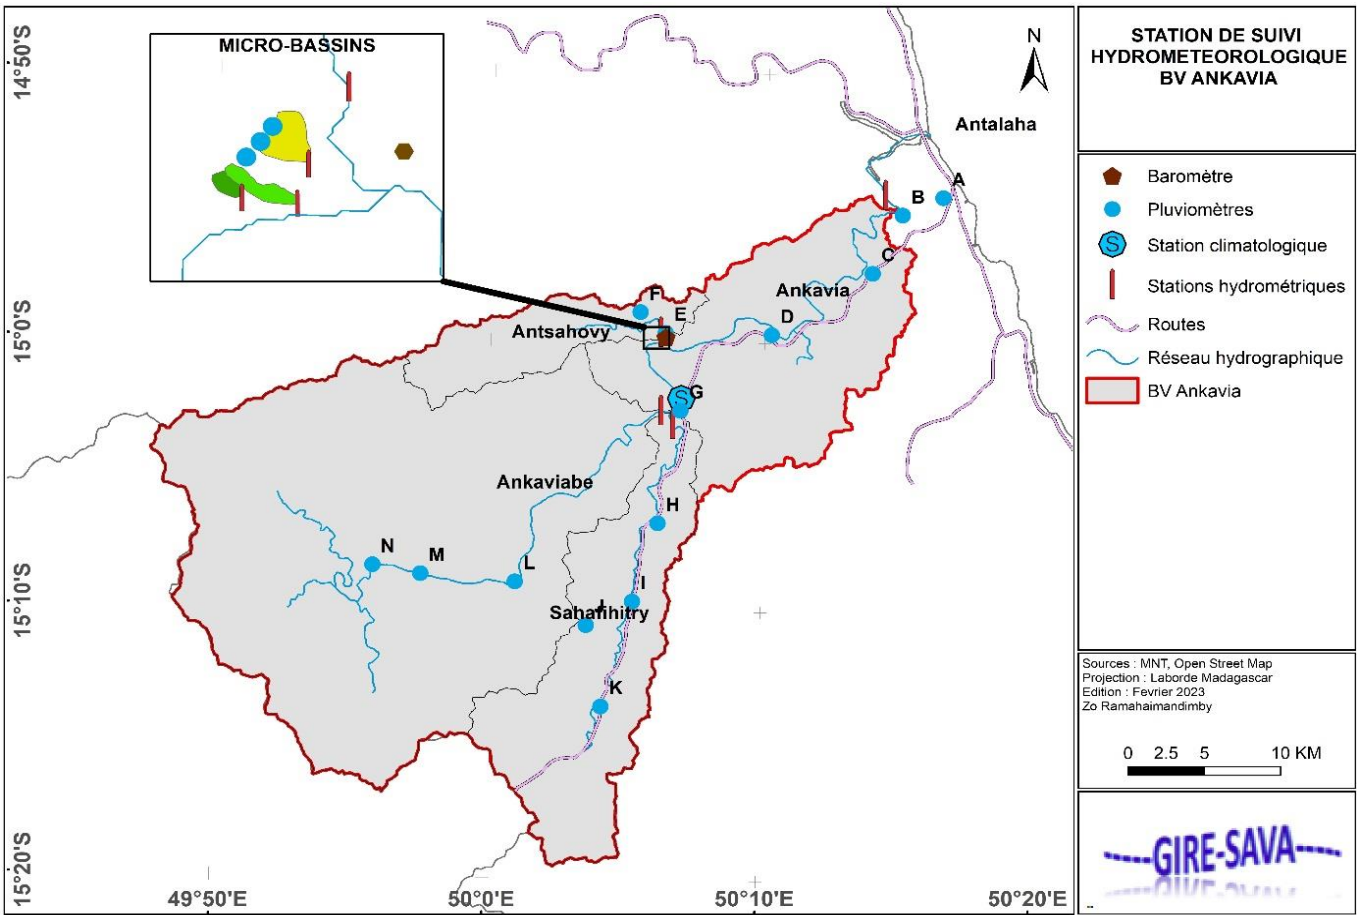 14°50'S
15°0'S
15°10'S
15°20'S
49°50'E
50°0'E
50°10'E
50°20'E
MICRO-BASSINS
N
Antalaha
A
B
C
Ankavia
D
F
E
Antsahovy
S
G
Ankaviabe
H
N
M
L
I
J
Sahafihitry
K
STATION DE SUIVI
HYDROMETEOROLOGIQUE
BV ANKAVIA
Baromètre
Pluviomètres
S
Station climatologique
Stations hydrométriques
Routes
Réseau hydrographique
BV Ankavia
Sources : MNT, Open Street Map
Projection : Laborde Madagascar
Edition : Fevrier 2023
Zo Ramahaimandimby
0 2.5 5 10 KM
GIRE-SAVA